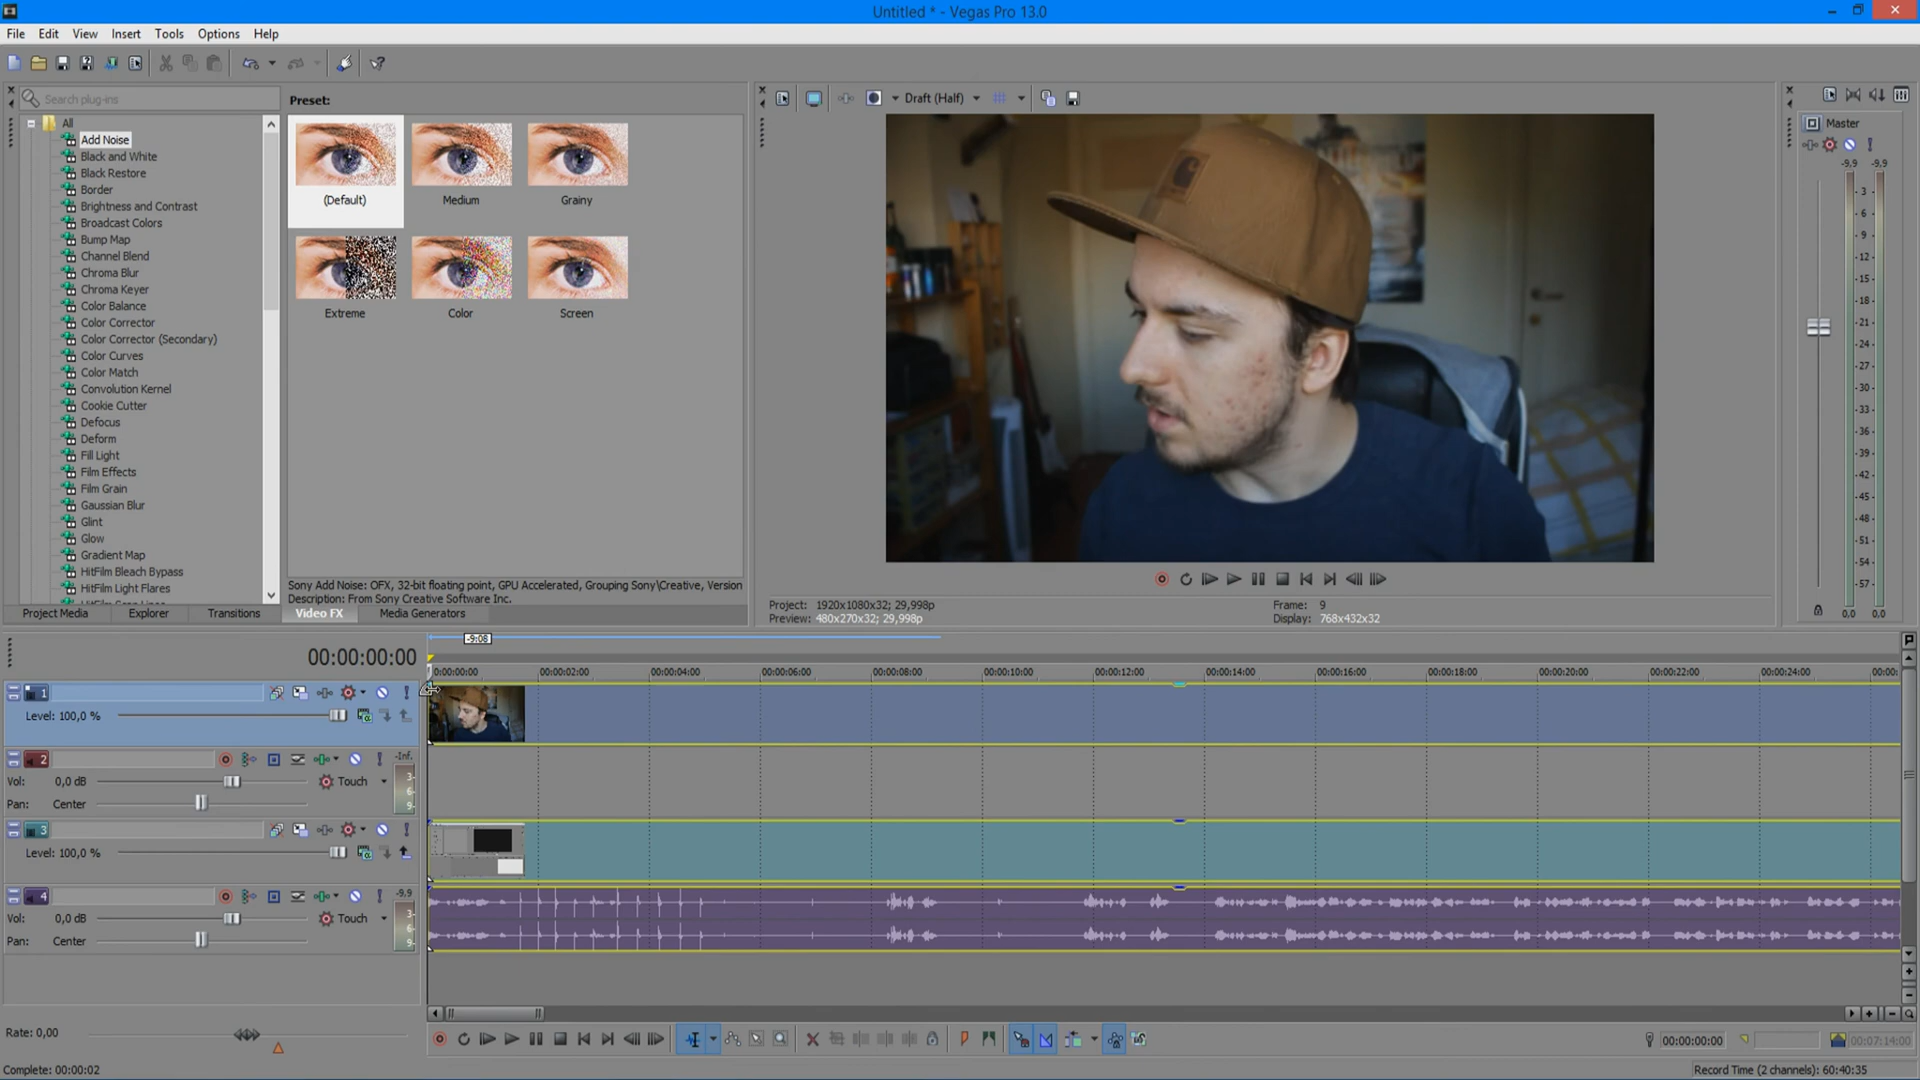 Untitled * - Vegas Pro 13.0
File Edit View Insert Tools Options Help
Search plug-ins
Preset:
All
Add Noise
Black and White
Black Restore
Border
Brightness and Contrast
Broadcast Colors
Bump Map
Channel Blend
Chroma Blur
Chroma Keyer
Color Balance
Color Corrector
Color Corrector (Secondary)
Color Curves
Color Match
Convolution Kernel
Cookie Cutter
Defocus
Deform
Fill Light
Film Effects
Film Grain
Gaussian Blur
Glint
Glow
Gradient Map
HitFilm Bleach Bypass
HitFilm Light Flares
(Default) Medium Grainy
Extreme Color Screen
Sony Add Noise: OFX, 32-bit floating point, GPU Accelerated, Grouping Sony\Creative, Version
Description: From Sony Creative Software Inc.
Project Media Explorer Transitions Video FX Media Generators
Draft (Half)
Project: 1920x1080x32; 29,998p
Preview: 480x270x32; 29,998p
Frame: 9
Display: 768x432x32
Master
-9,9 -9,9
3
6
9
12
15
18
21
24
27
30
33
36
39
42
45
48
51
54
57
0,0 0,0
-9:08
00:00:00:00
0:00:00:00 00:00:02:00 00:00:04:00 00:00:06:00 00:00:08:00 00:00:10:00 00:00:12:00 00:00:14:00 00:00:16:00 00:00:18:00 00:00:20:00 00:00:22:00 00:00:24:00 00:00:
1
Level: 100,0 %
2
-Inf.
Vol: 0,0 dB Touch
Pan: Center
3
6
9
3
Level: 100,0 %
4
-9,9
Vol: 0,0 dB Touch
Pan: Center
3
6
9
Rate: 0,00
00:00:00:00
00:07:14:00
Complete: 00:00:02
Record Time (2 channels): 60:40:35